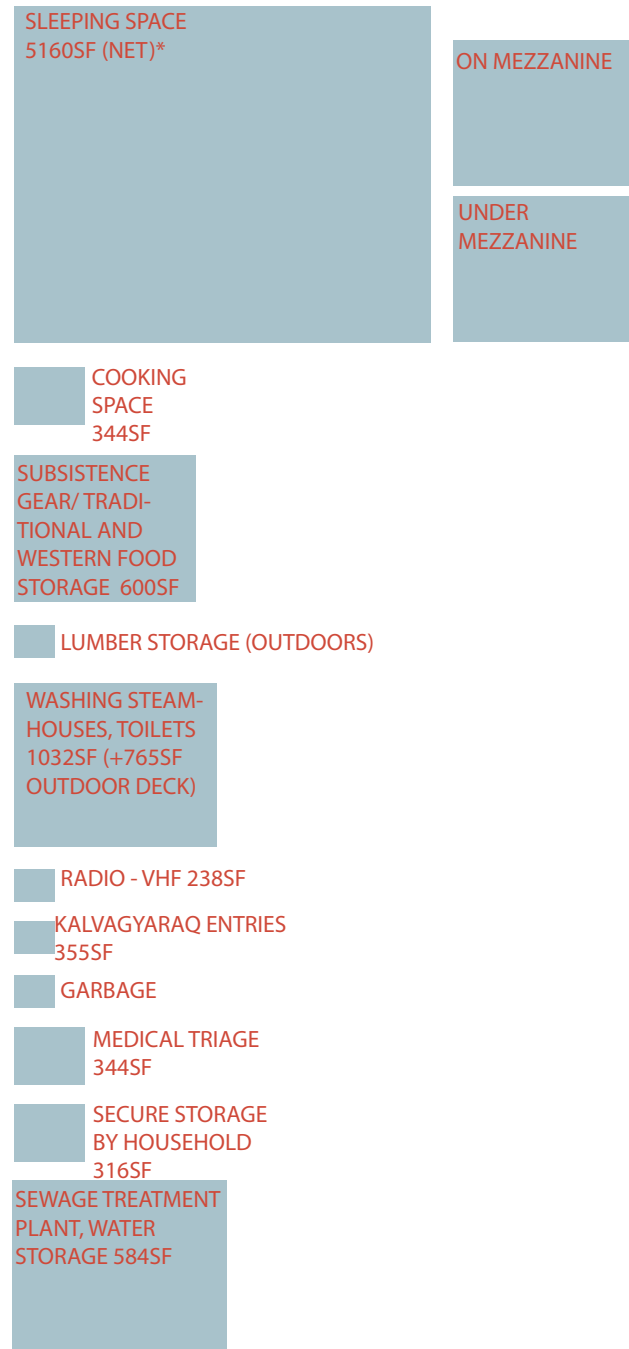 SLEEPING SPACE
5160SF (NET)*
ON MEZZANINE
UNDER
MEZZANINE
COOKING
SPACE
344SF
SUBSISTENCE
GEAR/ TRADI-
TIONAL AND
WESTERN FOOD
STORAGE 600SF
LUMBER STORAGE (OUTDOORS)
WASHING STEAM-
HOUSES, TOILETS
1032SF (+765SF
OUTDOOR DECK)
RADIO - VHF 238SF
KALVAGYARAQ ENTRIES
355SF
GARBAGE
MEDICAL TRIAGE
344SF
SECURE STORAGE
BY HOUSEHOLD
316SF
SEWAGE TREATMENT
PLANT, WATER
STORAGE 584SF